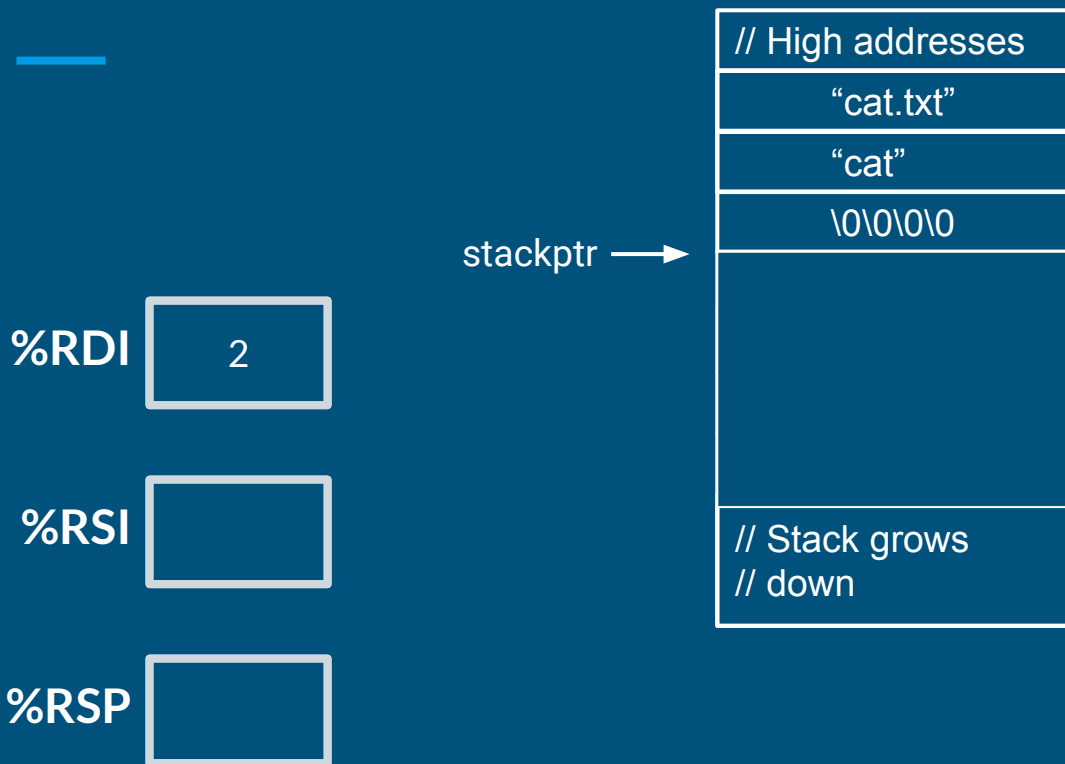 // High addresses
“cat.txt”
“cat”
\0\0\0\0
stackptr
%RDI
2
%RSI
// Stack grows
// down
%RSP